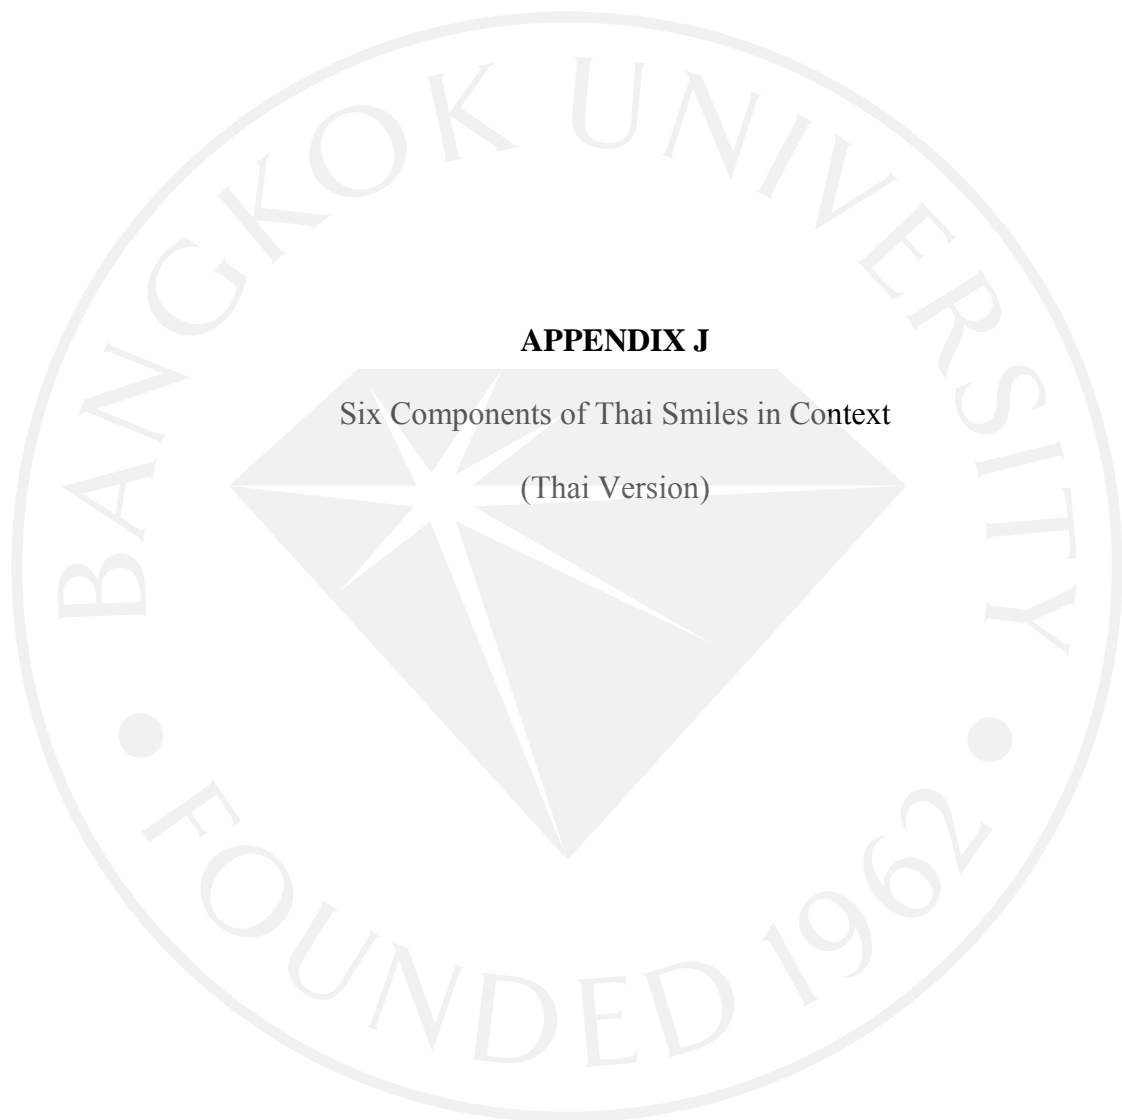 BANGKOK UNIVERSITY
APPENDIX J
Six Components of Thai Smiles in Context
(Thai Version)
FOUNDED 1962